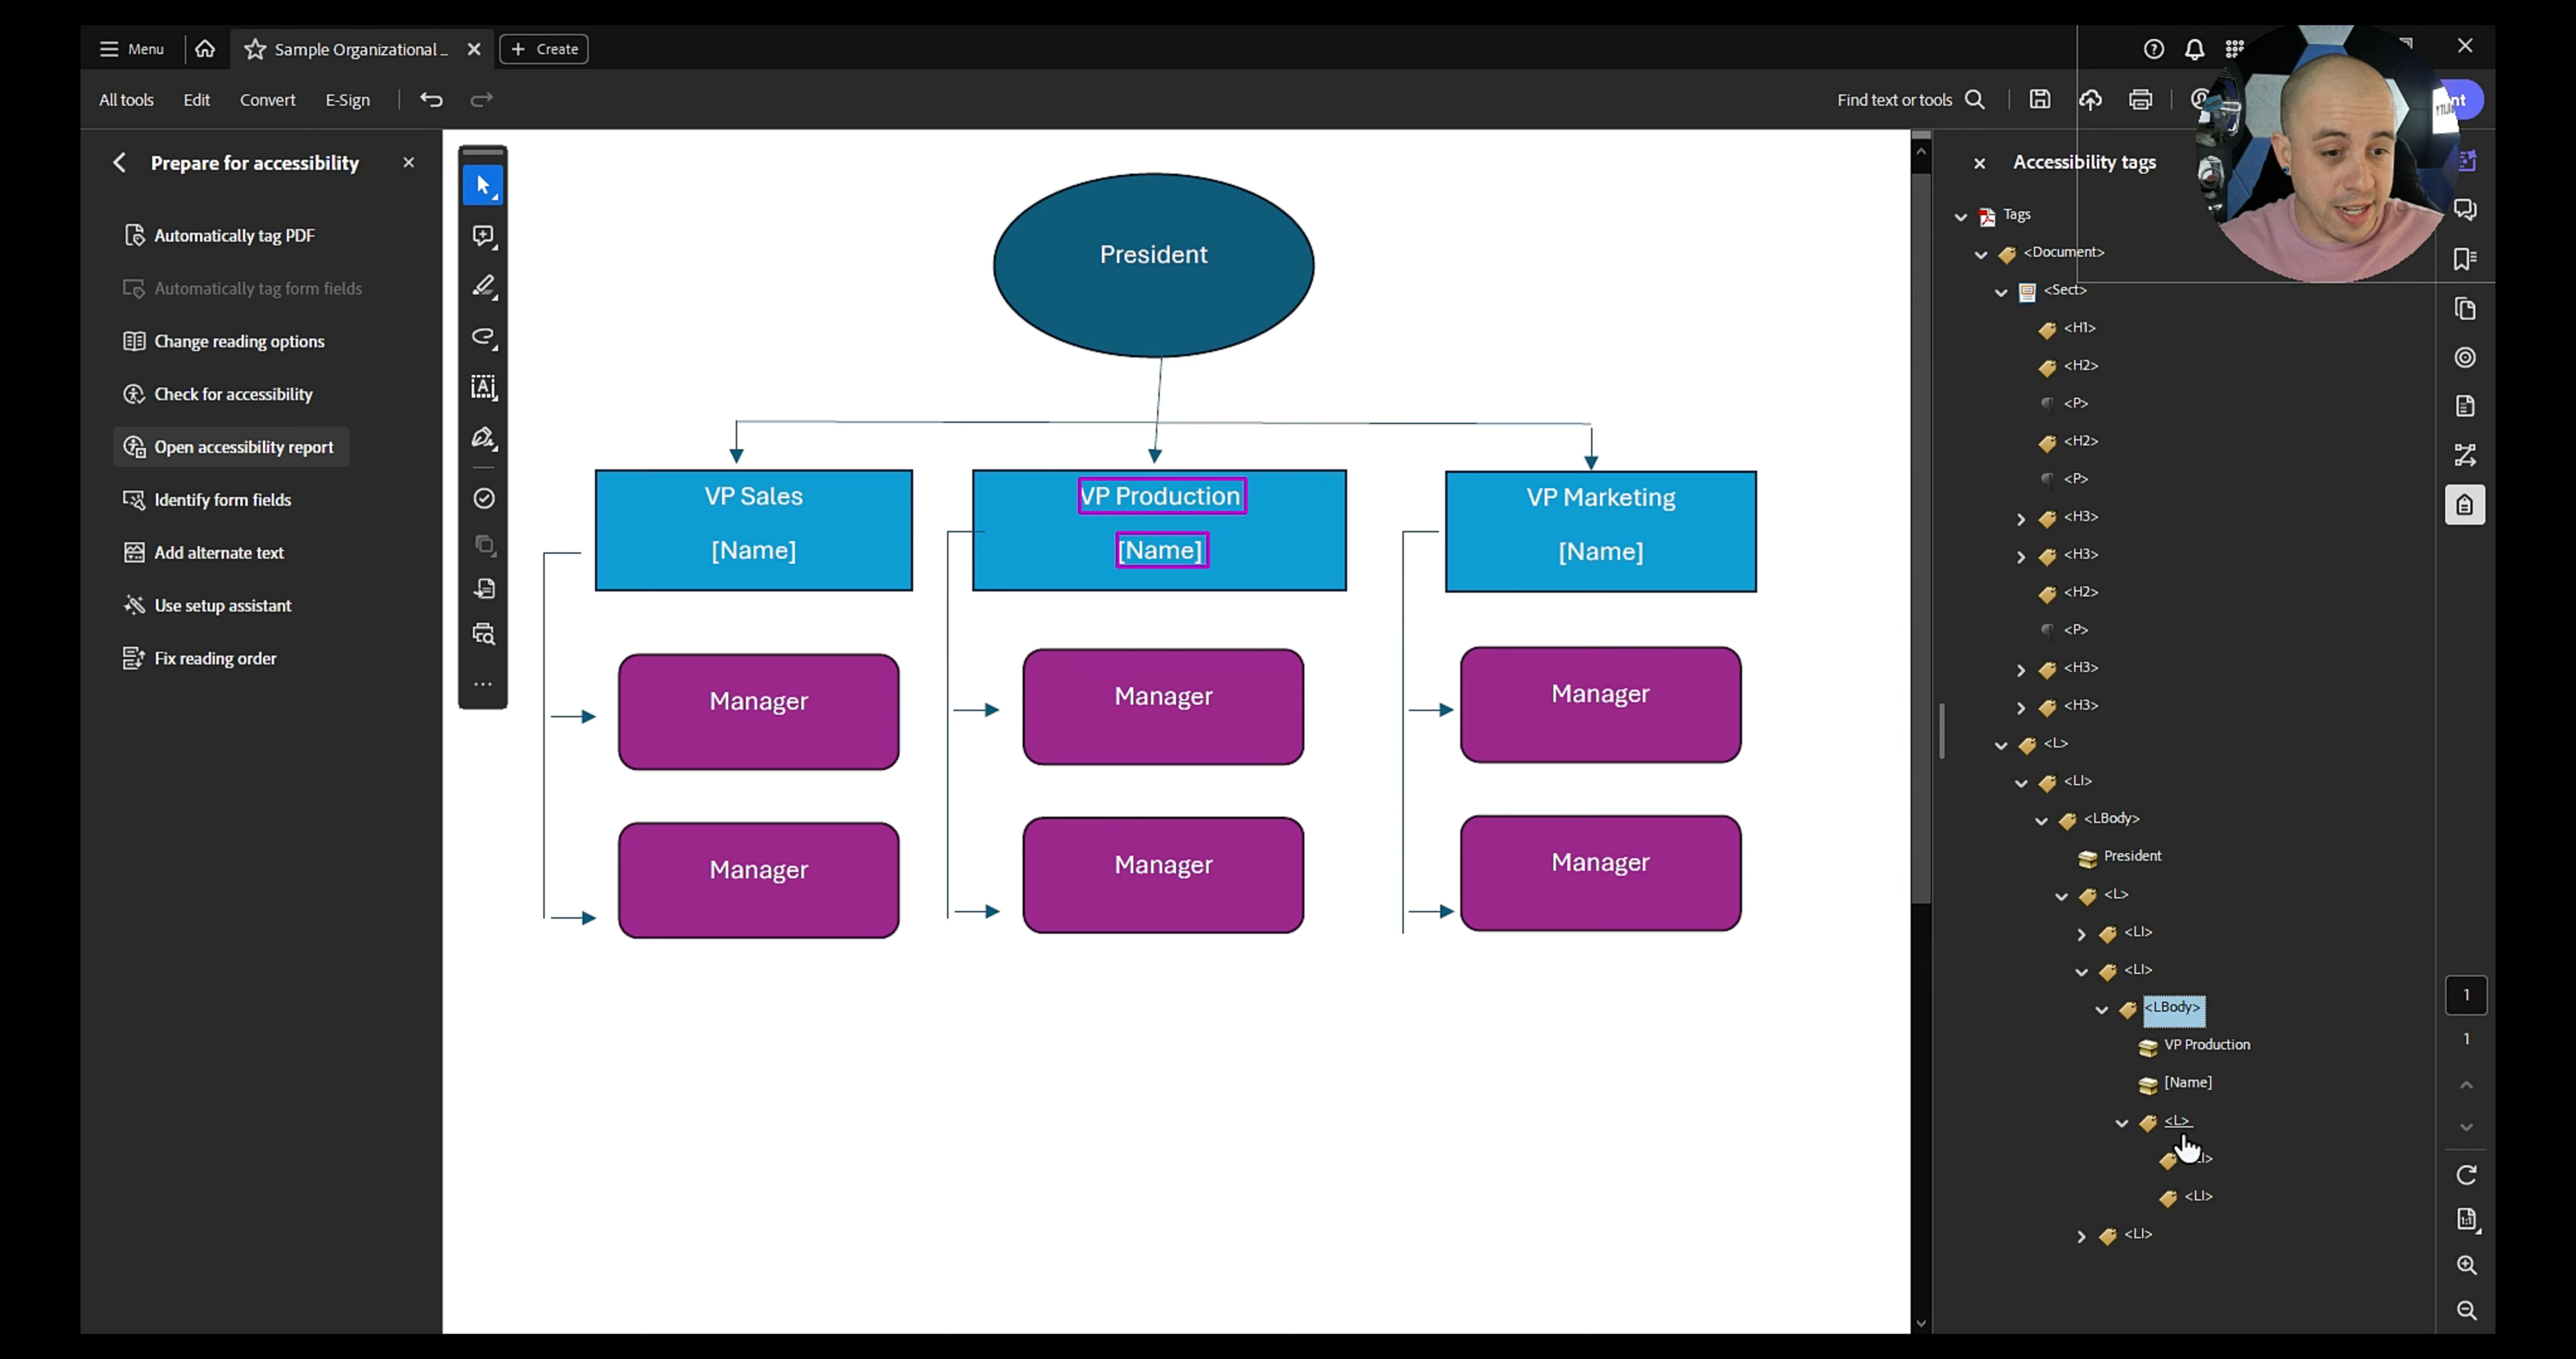 Menu
Sample Organizational ...
Create
All tools
Edit
Convert
E-Sign
Find text or tools
Prepare for accessibility
Automatically tag PDF
Automatically tag form fields
Change reading options
Check for accessibility
Open accessibility report
Identify form fields
Add alternate text
Use setup assistant
Fix reading order
President
VP Sales
[Name]
VP Production
[Name]
VP Marketing
[Name]
Manager
Manager
Manager
Manager
Manager
Manager
Accessibility tags
Tags
<Document>
<Sect>
<H1>
<H2>
<P>
<H2>
<P>
<H3>
<H3>
<H2>
<P>
<H3>
<H3>
<L>
<LI>
<LBody>
President
<L>
<LI>
<LI>
<LBody>
VP Production
[Name]
<L>
<LI>
<LI>
1
1